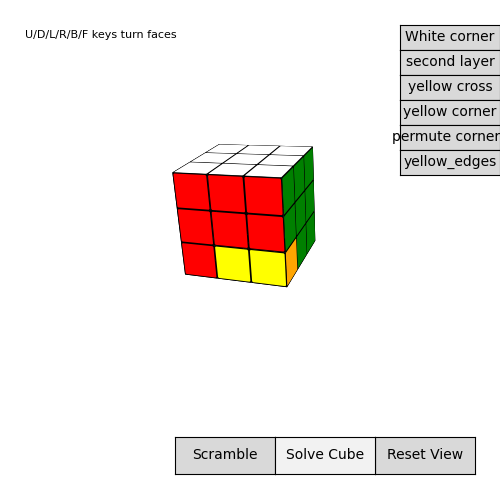 U/D/L/R/B/F keys turn faces
White corner
second layer
yellow cross
yellow corner
permute corner
yellow_edges
Scramble
Solve Cube
Reset View